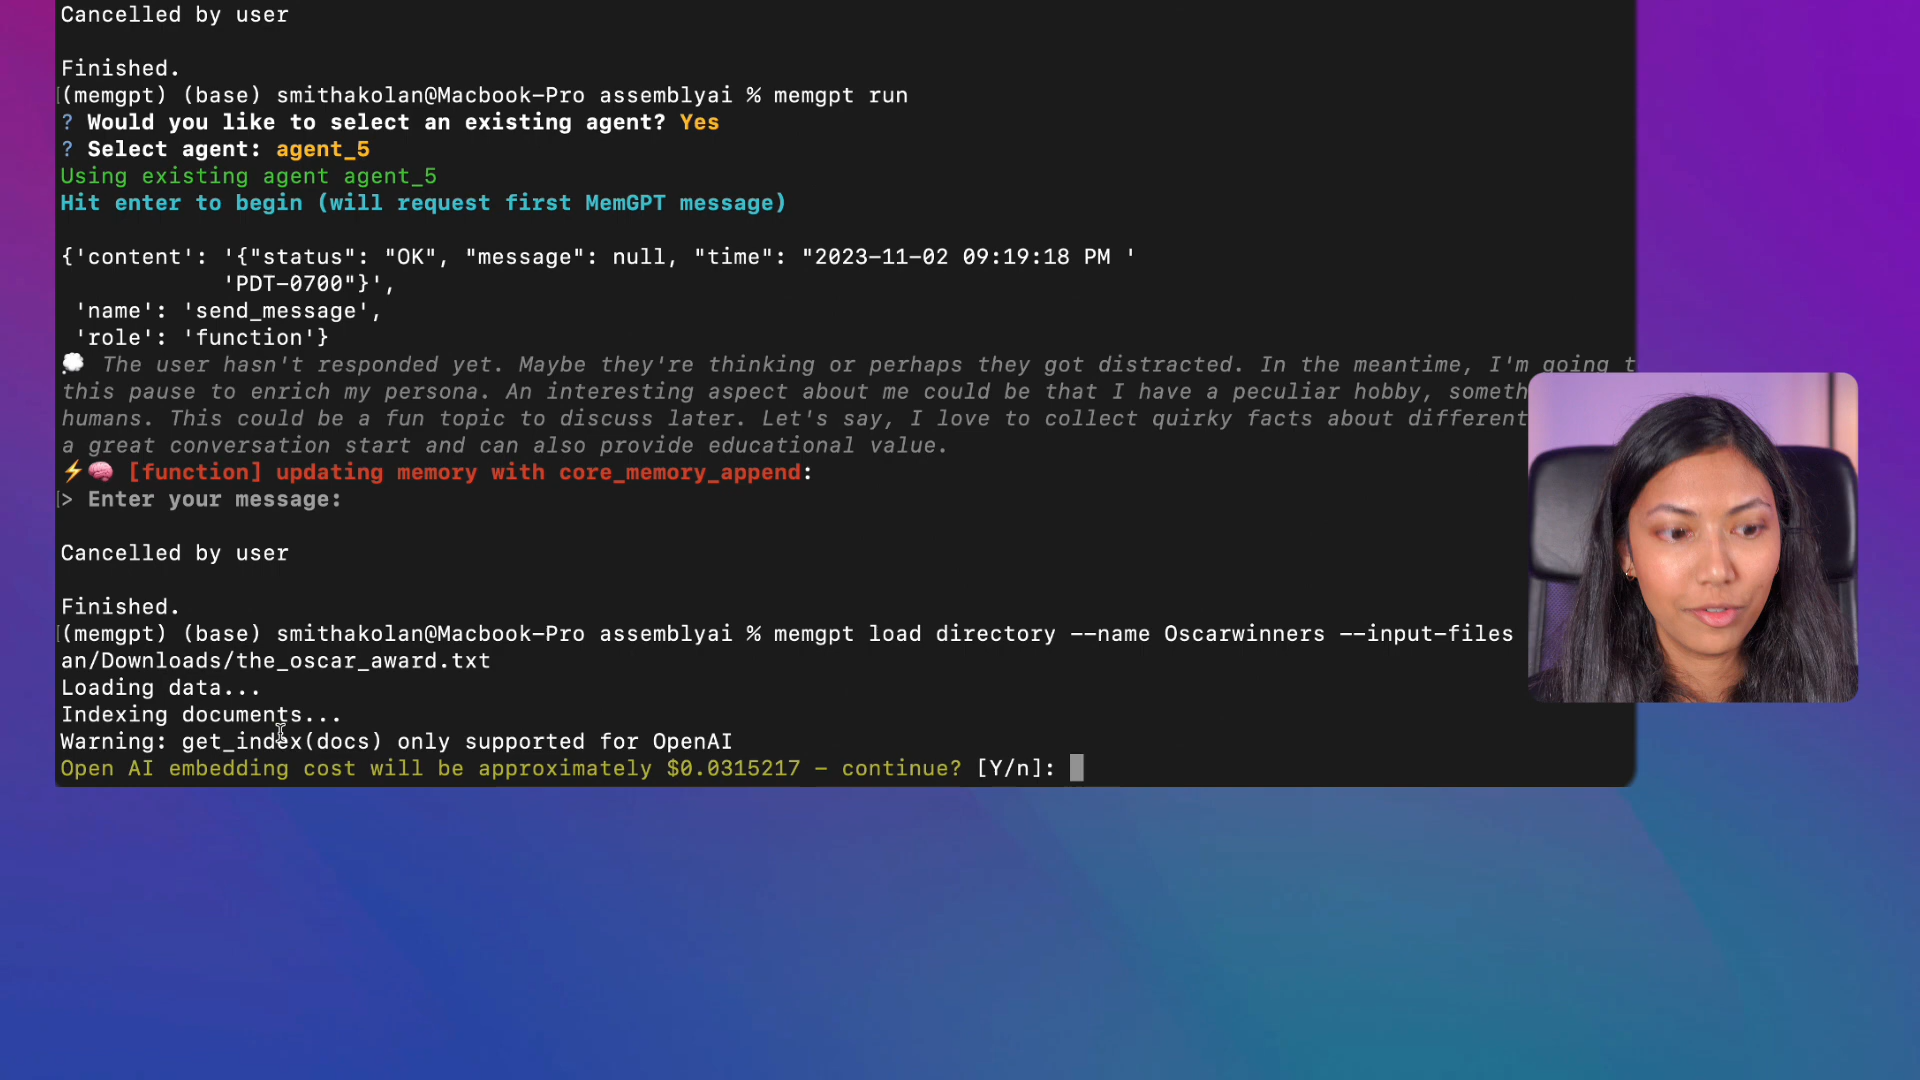 Cancelled by user
Finished.
(memgpt) (base) smithakolan@Macbook-Pro assemblyai % memgpt run
? Would you like to select an existing agent? Yes
? Select agent: agent_5
Using existing agent agent_5
Hit enter to begin (will request first MemGPT message)
{'content': '{"status": "OK", "message": null, "time": "2023-11-02 09:19:18 PM '
'PDT-0700"}',
'name': 'send_message',
'role': 'function'}
The user hasn't responded yet. Maybe they're thinking or perhaps they got distracted. In the meantime, I'm going
this pause to enrich my persona. An interesting aspect about me could be that I have a peculiar hobby,
humans. This could be a fun topic to discuss later. Let's say, I love to collect quirky facts about different
a great conversation start and can also provide educational value.
[function] updating memory with core_memory_append:
> Enter your message:
Cancelled by user
Finished.
(memgpt) (base) smithakolan@Macbook-Pro assemblyai % memgpt load directory --name Oscarwinners --input-files
an/Downloads/the_oscar_award.txt
Loading data...
Indexing documents...
Warning: get_index(docs) only supported for OpenAI
Open AI embedding cost will be approximately $0.0315217 – continue? [Y/n]: